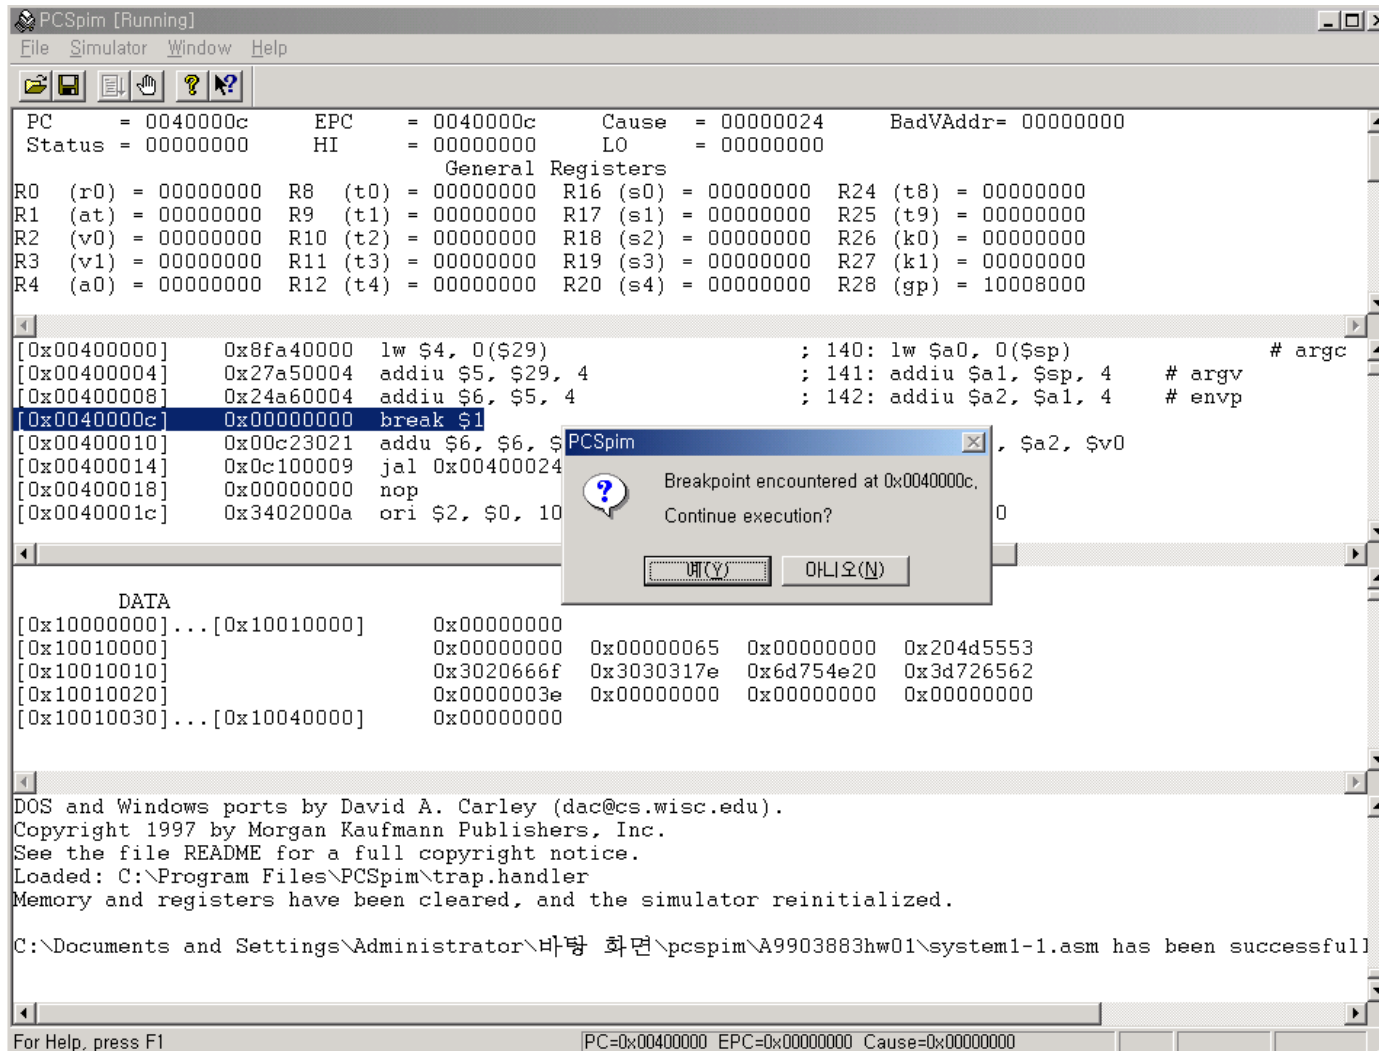 PCSpim [Running]
File Simulator Window Help
PC = 0040000c EPC = 0040000c Cause = 00000024 BadVAddr= 00000000
Status = 00000000 HI = 00000000 LO = 00000000
General Registers
R0 (r0) = 00000000 R8 (t0) = 00000000 R16 (s0) = 00000000 R24 (t8) = 00000000
R1 (at) = 00000000 R9 (t1) = 00000000 R17 (s1) = 00000000 R25 (t9) = 00000000
R2 (v0) = 00000000 R10 (t2) = 00000000 R18 (s2) = 00000000 R26 (k0) = 00000000
R3 (v1) = 00000000 R11 (t3) = 00000000 R19 (s3) = 00000000 R27 (k1) = 00000000
R4 (a0) = 00000000 R12 (t4) = 00000000 R20 (s4) = 00000000 R28 (gp) = 10008000
[0x00400000] 0x8fa40000 lw $4, 0($29) ; 140: lw $a0, 0($sp) # argc
[0x00400004] 0x27a50004 addiu $5, $29, 4 ; 141: addiu $a1, $sp, 4 # argv
[0x00400008] 0x24a60004 addiu $6, $5, 4 ; 142: addiu $a2, $a1, 4 # envp
[0x0040000c] 0x00000000 break $1
[0x00400010] 0x00c23021 addu $6, $6, $ , $a2, $v0
[0x00400014] 0x0c100009 jal 0x00400024
[0x00400018] 0x00000000 nop
[0x0040001c] 0x3402000a ori $2, $0, 10 0
PCSpim
Breakpoint encountered at 0x0040000c,
Continue execution?
예(Y) 아니오(N)
DATA
[0x10000000]...[0x10010000] 0x00000000
[0x10010000] 0x00000000 0x00000065 0x00000000 0x204d5553
[0x10010010] 0x3020666f 0x3030317e 0x6d754e20 0x3d726562
[0x10010020] 0x0000003e 0x00000000 0x00000000 0x00000000
[0x10010030]...[0x10040000] 0x00000000
DOS and Windows ports by David A. Carley (dac@cs.wisc.edu).
Copyright 1997 by Morgan Kaufmann Publishers, Inc.
See the file README for a full copyright notice.
Loaded: C:\Program Files\PCSpim\trap.handler
Memory and registers have been cleared, and the simulator reinitialized.
C:\Documents and Settings\Administrator\바탕 화면\pcspim\A9903883hw01\system1-1.asm has been successfull
For Help, press F1 PC=0x00400000 EPC=0x00000000 Cause=0x00000000